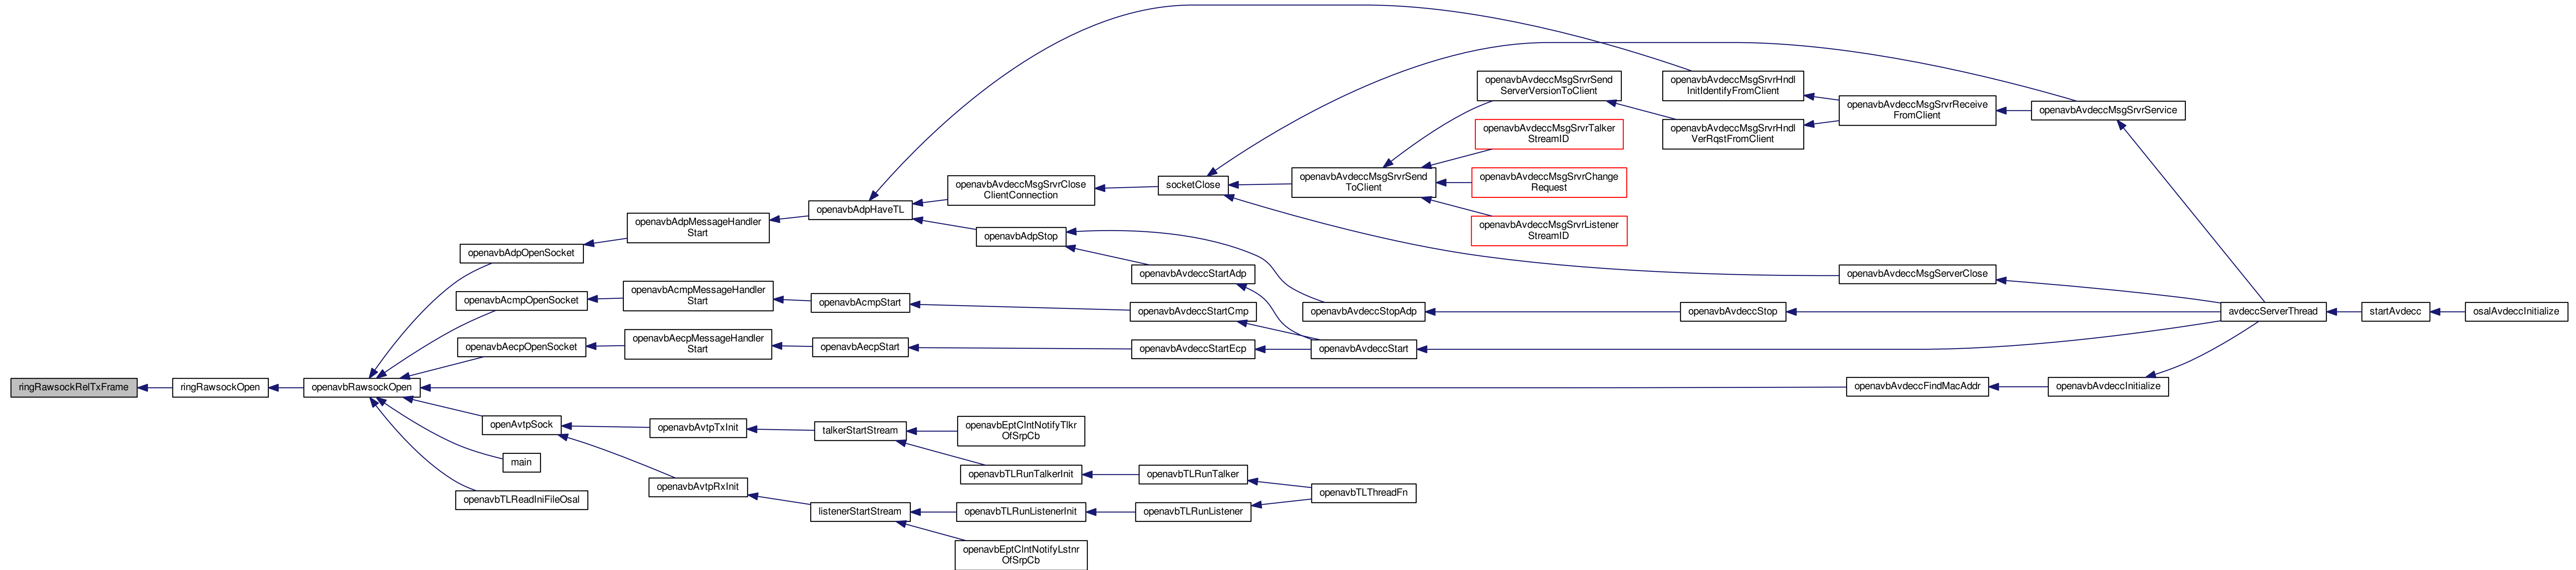 ringRawsockRelTxFrame
ringRawsockOpen
openavbRawsockOpen
openavbAdpOpenSocket
openavbAcmpOpenSocket
openavbAecpOpenSocket
openAvtpSock
main
openavbTLReadIniFileOsal
openavbAdpMessageHandler
Start
openavbAcmpMessageHandler
Start
openavbAecpMessageHandler
Start
openavbAvtpTxInit
openavbAvtpRxInit
openavbAdpHaveTL
openavbAcmpStart
openavbAecpStart
talkerStartStream
listenerStartStream
openavbAvdeccMsgSrvrClose
ClientConnection
openavbAdpStop
openavbEptClntNotifyTlkr
OfSrpCb
openavbTLRunTalkerInit
openavbTLRunListenerInit
openavbEptClntNotifyLstnr
OfSrpCb
socketClose
openavbAvdeccStartAdp
openavbAvdeccStartCmp
openavbAvdeccStartEcp
openavbTLRunTalker
openavbTLRunListener
openavbAvdeccMsgSrvrSend
ToClient
openavbAvdeccStopAdp
openavbAvdeccStart
openavbTLThreadFn
openavbAvdeccMsgSrvrSend
ServerVersionToClient
openavbAvdeccMsgSrvrTalker
StreamID
openavbAvdeccMsgSrvrChange
Request
openavbAvdeccMsgSrvrListener
StreamID
openavbAvdeccMsgSrvrHndl
InitIdentifyFromClient
openavbAvdeccMsgSrvrHndl
VerRqstFromClient
openavbAvdeccStop
openavbAvdeccMsgSrvrReceive
FromClient
openavbAvdeccMsgServerClose
openavbAvdeccFindMacAddr
openavbAvdeccMsgSrvrService
openavbAvdeccInitialize
avdeccServerThread
startAvdecc
osalAvdeccInitialize